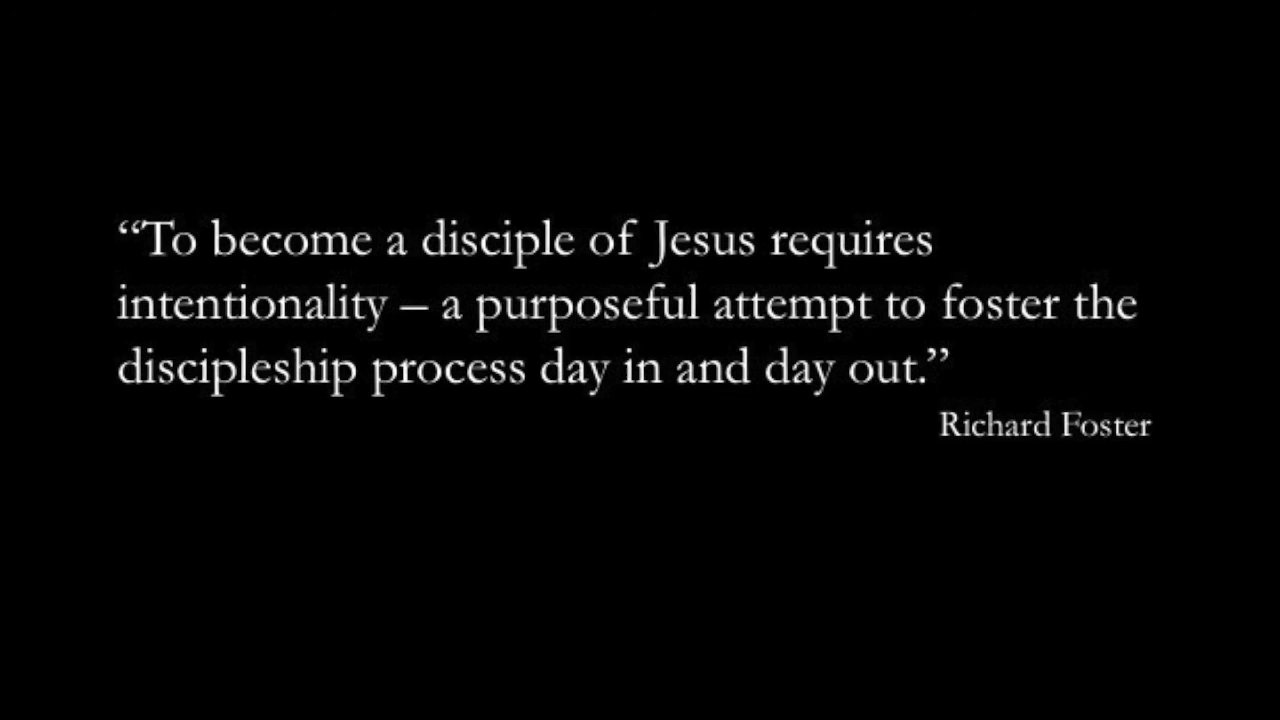 “To become a disciple of Jesus requires
intentionality – a purposeful attempt to foster the
discipleship process day in and day out.”
Richard Foster